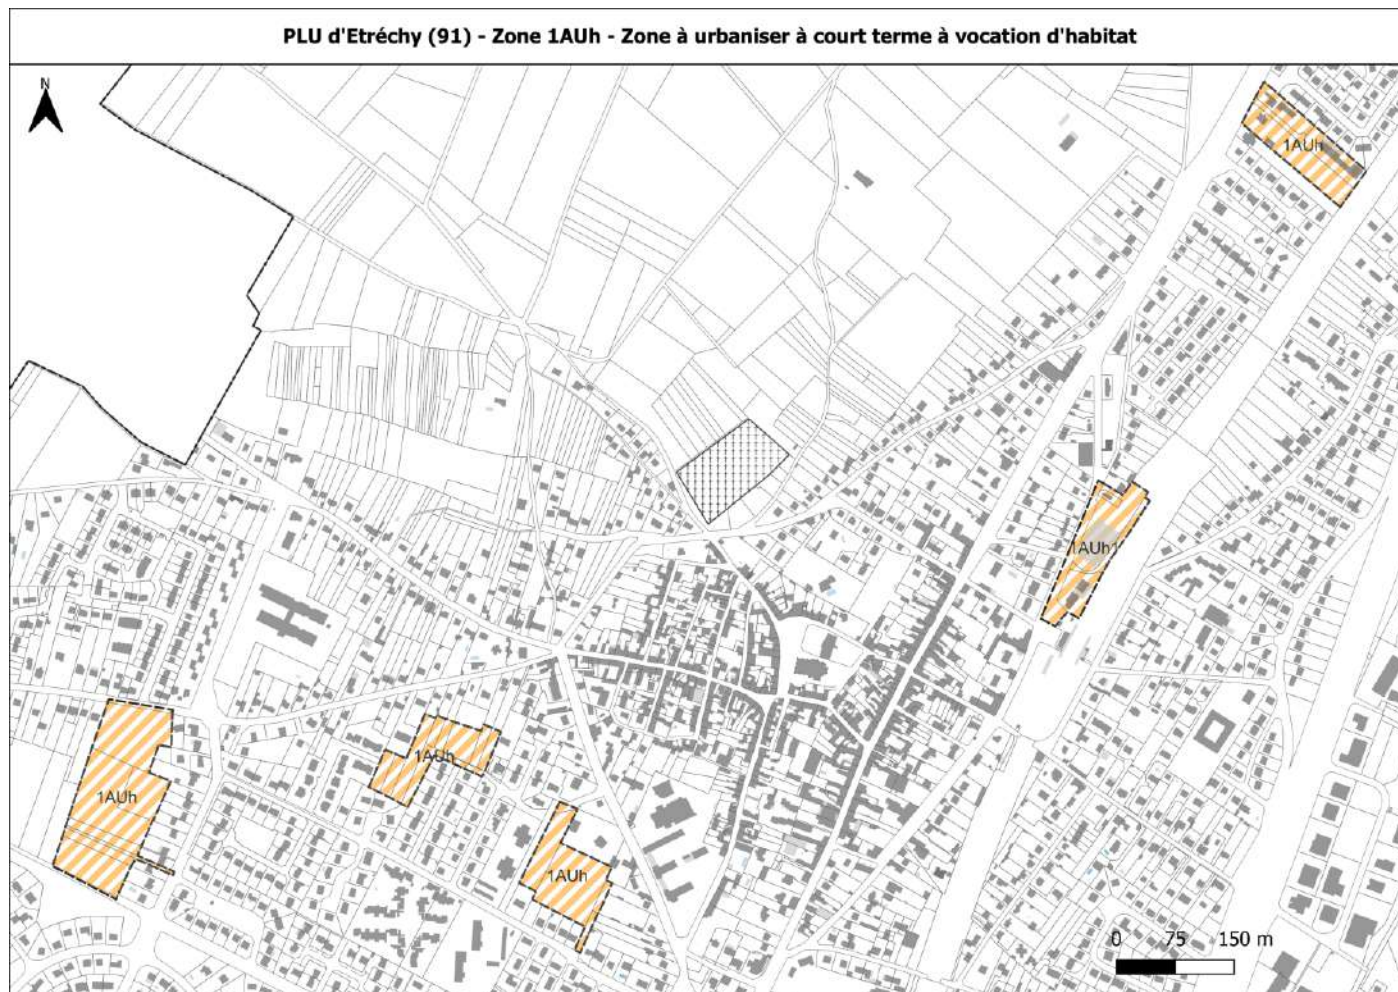 PLU d'Etréchy (91) - Zone 1AUh - Zone à urbaniser à court terme à vocation d'habitat
N
1AUh
1AUh1
1AUh
1AUh
1AUh
0 75 150 m